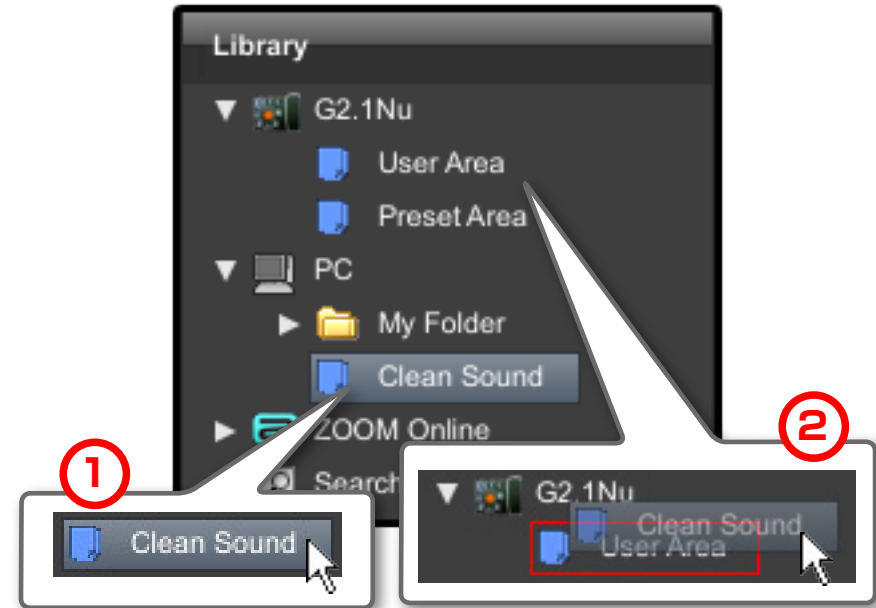 Library
G2.1Nu
User Area
Preset Area
PC
My Folder
Clean Sound
ZOOM Online
Search
1
Clean Sound
2
G2.1Nu
Clean Sound
User Area